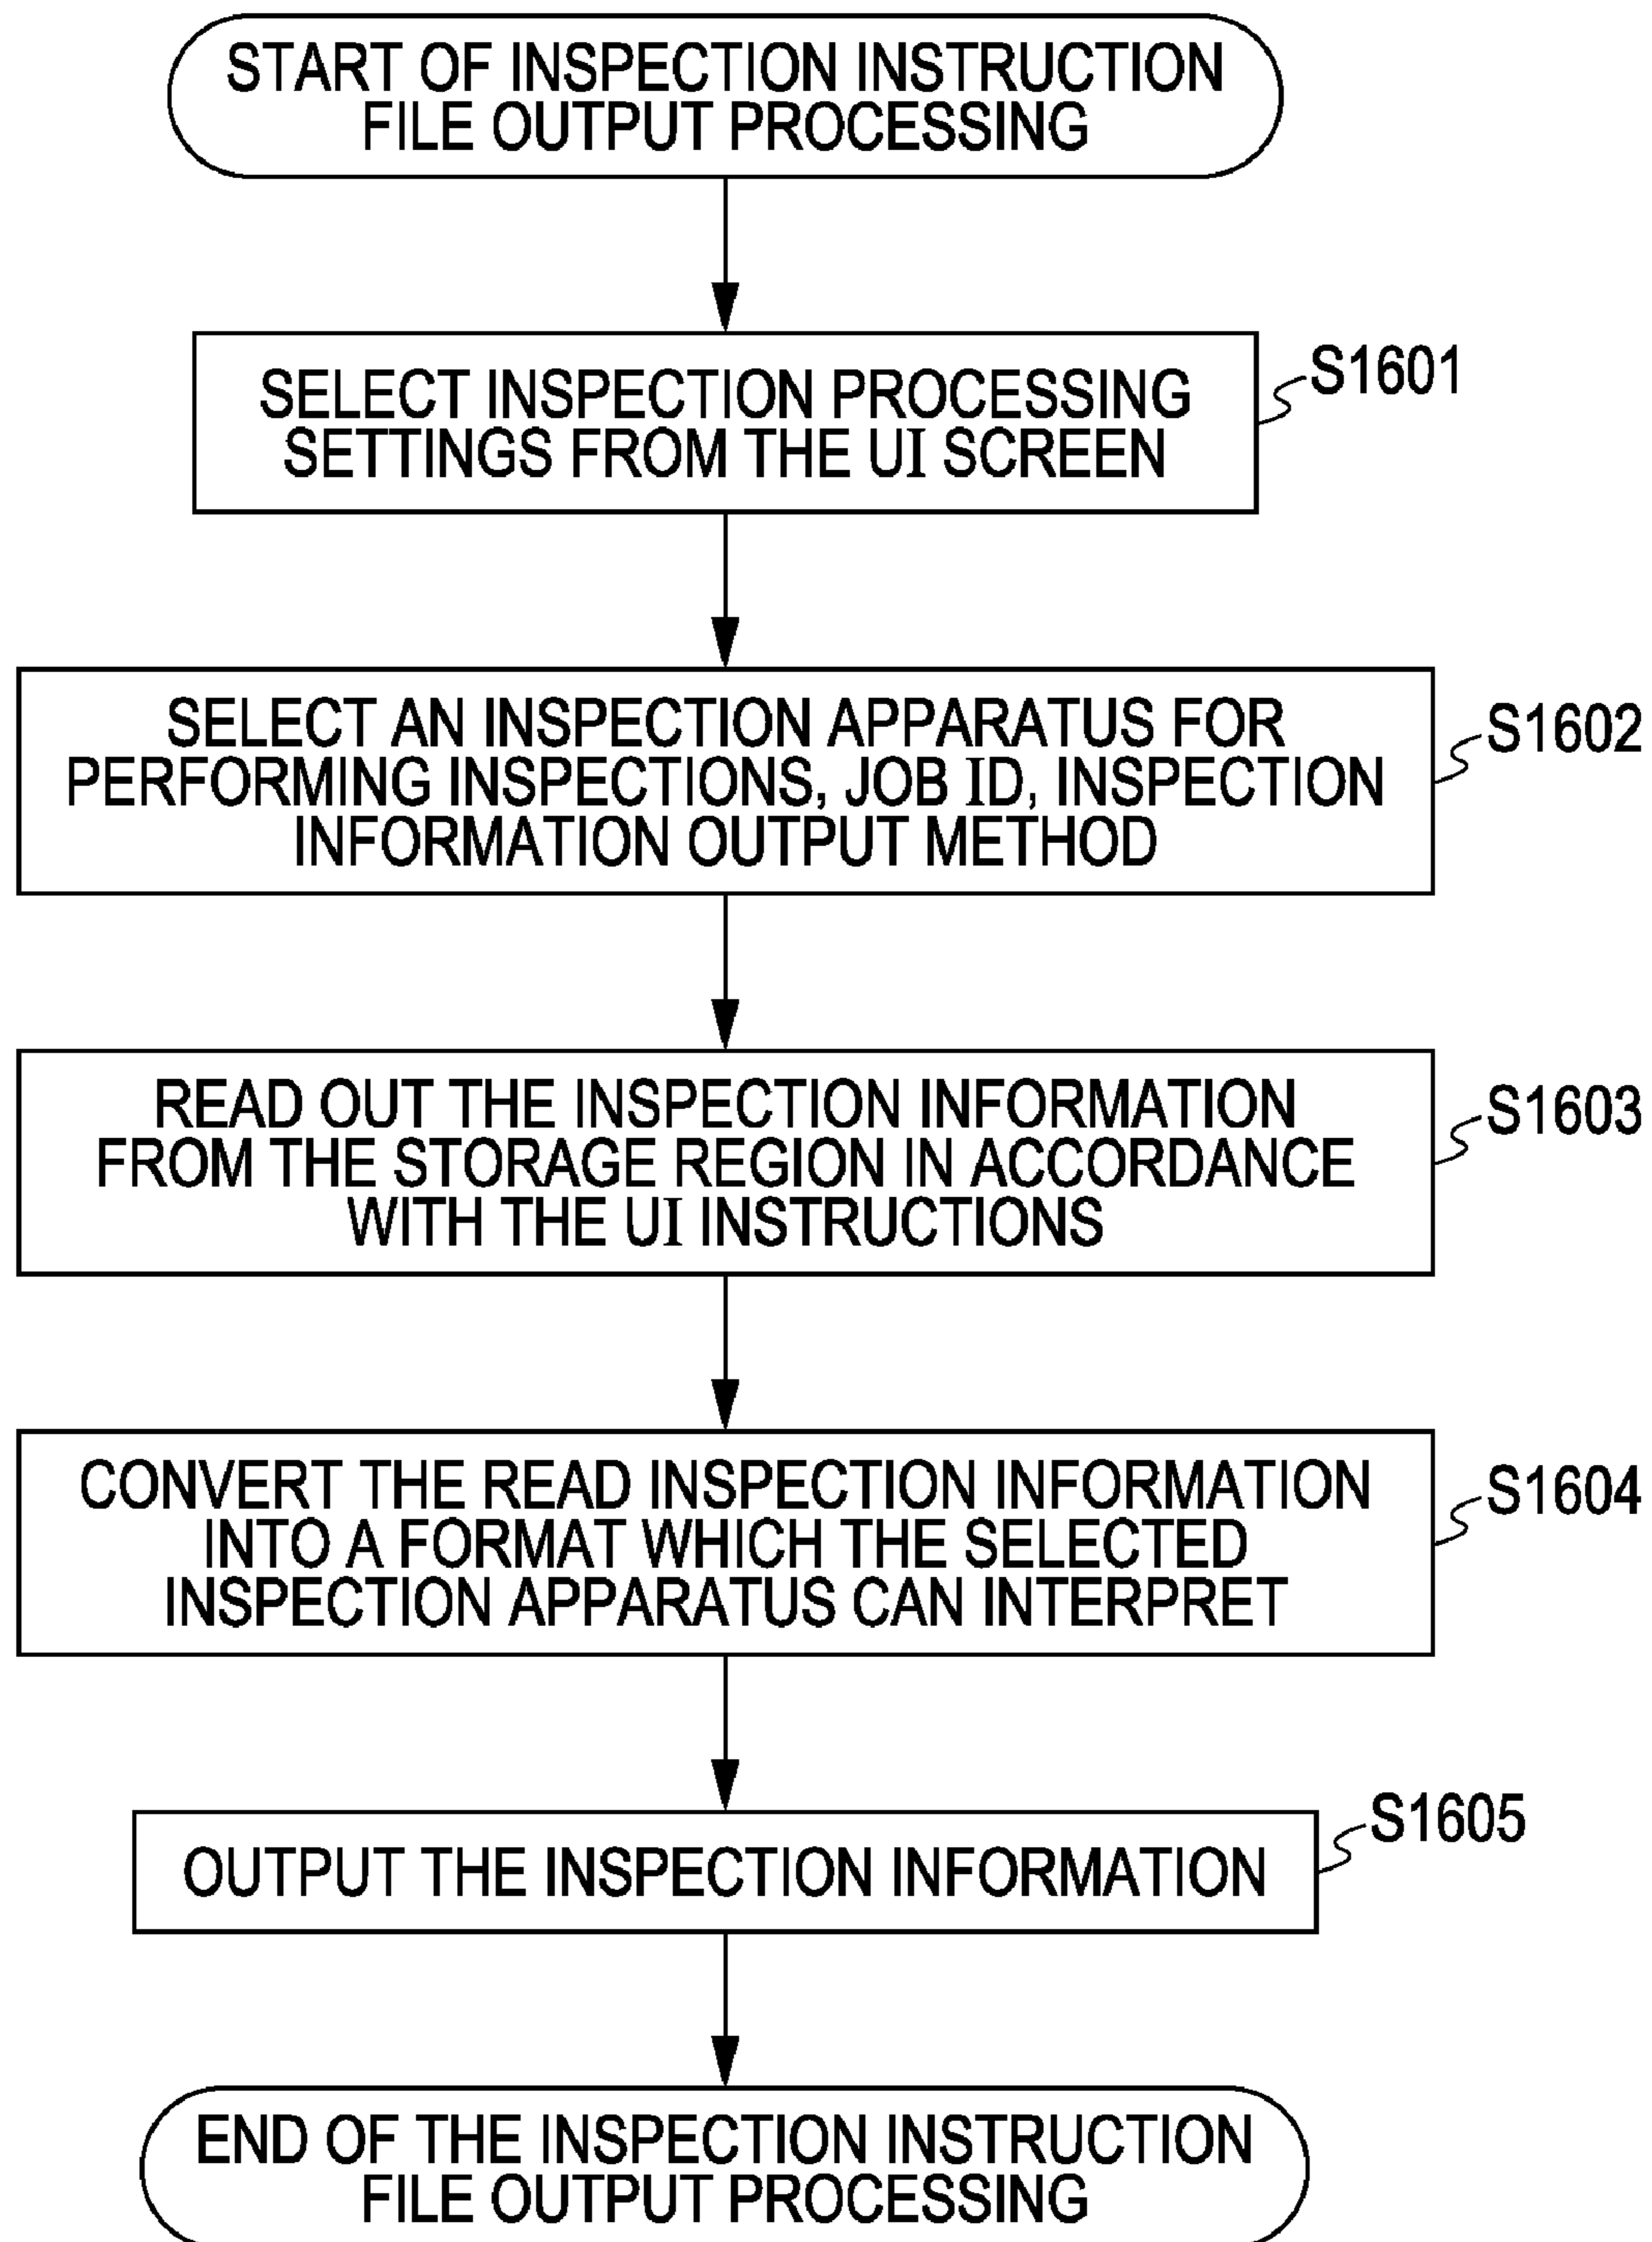 START OF INSPECTION INSTRUCTION
FILE OUTPUT PROCESSING
SELECT INSPECTION PROCESSING
SETTINGS FROM THE UI SCREEN
S1601
SELECT AN INSPECTION APPARATUS FOR
PERFORMING INSPECTIONS, JOB ID, INSPECTION
INFORMATION OUTPUT METHOD
S1602
READ OUT THE INSPECTION INFORMATION
FROM THE STORAGE REGION IN ACCORDANCE
WITH THE UI INSTRUCTIONS
S1603
CONVERT THE READ INSPECTION INFORMATION
INTO A FORMAT WHICH THE SELECTED
INSPECTION APPARATUS CAN INTERPRET
S1604
OUTPUT THE INSPECTION INFORMATION
S1605
END OF THE INSPECTION INSTRUCTION
FILE OUTPUT PROCESSING